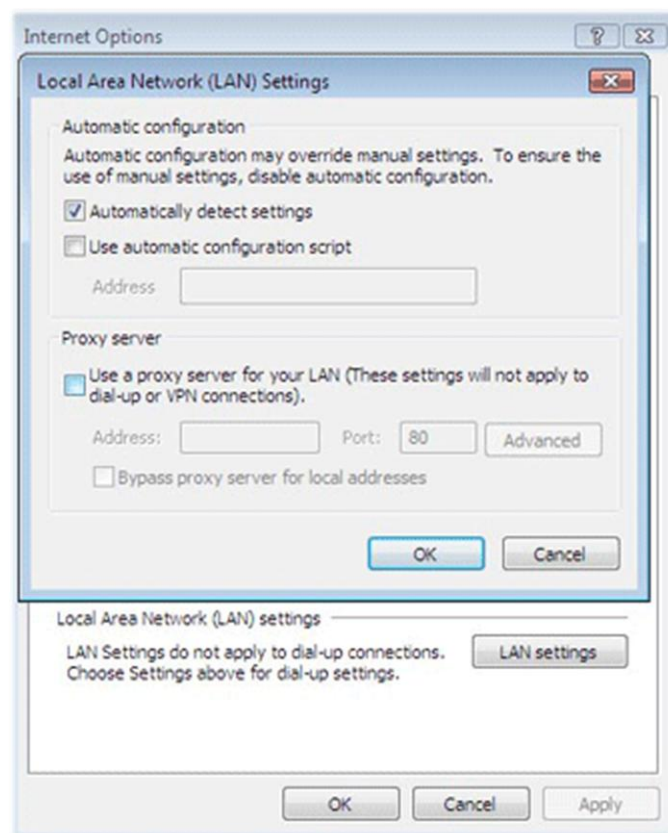 Internet Options
Local Area Network (LAN) Settings
Automatic configuration
Automatic configuration may override manual settings. To ensure the
use of manual settings, disable automatic configuration.
Automatically detect settings
Use automatic configuration script
Address
Proxy server
Use a proxy server for your LAN (These settings will not apply to
dial-up or VPN connections).
Address: Port: 80 Advanced
Bypass proxy server for local addresses
OK Cancel
Local Area Network (LAN) settings
LAN Settings do not apply to dial-up connections. LAN settings
Choose Settings above for dial-up settings.
OK Cancel Apply